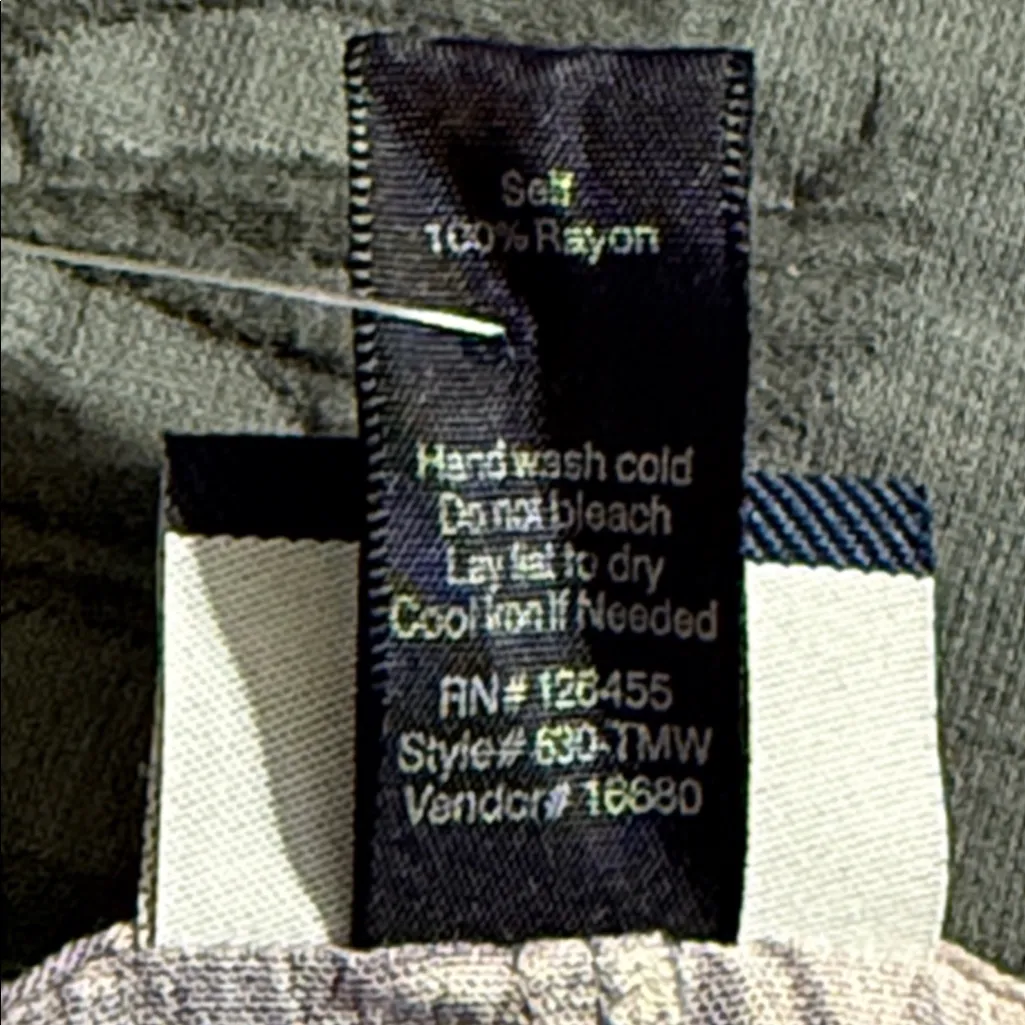 Self
100% Rayon
Hand wash cold
Do not bleach
Lay flat to dry
Cool Iron If Needed
RN# 126455
Style# 630-TMW
Vendor# 16680